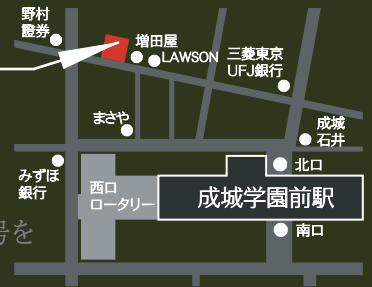 野村
證券
増田屋
LAWSON
三菱東京
UFJ銀行
まさや
成城
石井
みずほ
銀行
西口
ロータリー
北口
成城学園前駅
南口
号を